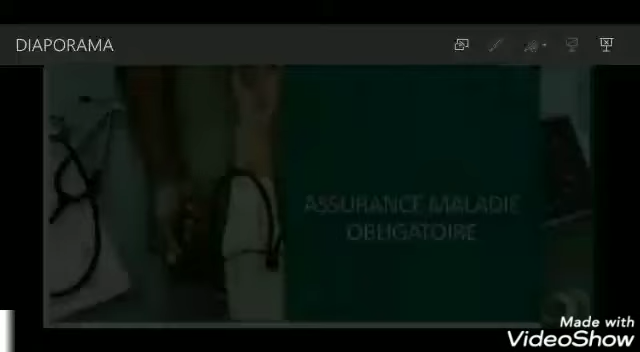 DIAPORAMA
ASSURANCE MALADIE
OBLIGATOIRE
Made with
VideoShow